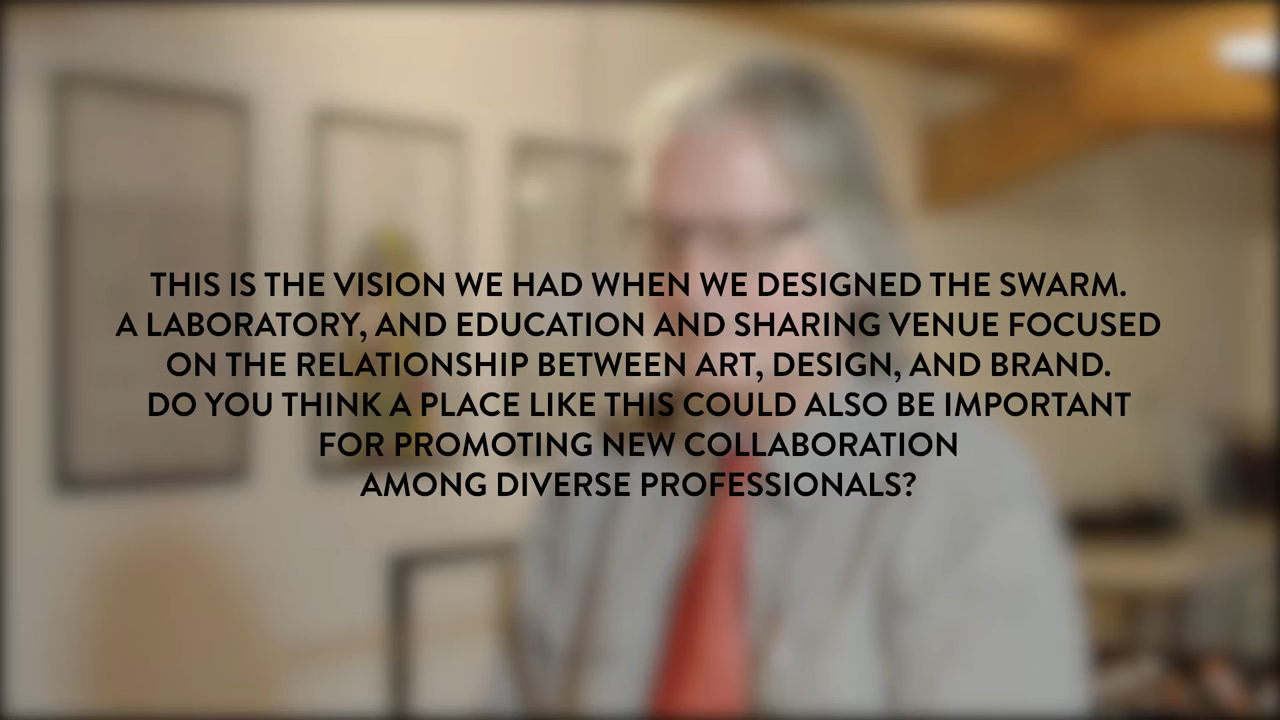 THIS IS THE VISION WE HAD WHEN WE DESIGNED THE SWARM.
A LABORATORY, AND EDUCATION AND SHARING VENUE FOCUSED
ON THE RELATIONSHIP BETWEEN ART, DESIGN, AND BRAND.
DO YOU THINK A PLACE LIKE THIS COULD ALSO BE IMPORTANT
FOR PROMOTING NEW COLLABORATION
AMONG DIVERSE PROFESSIONALS?